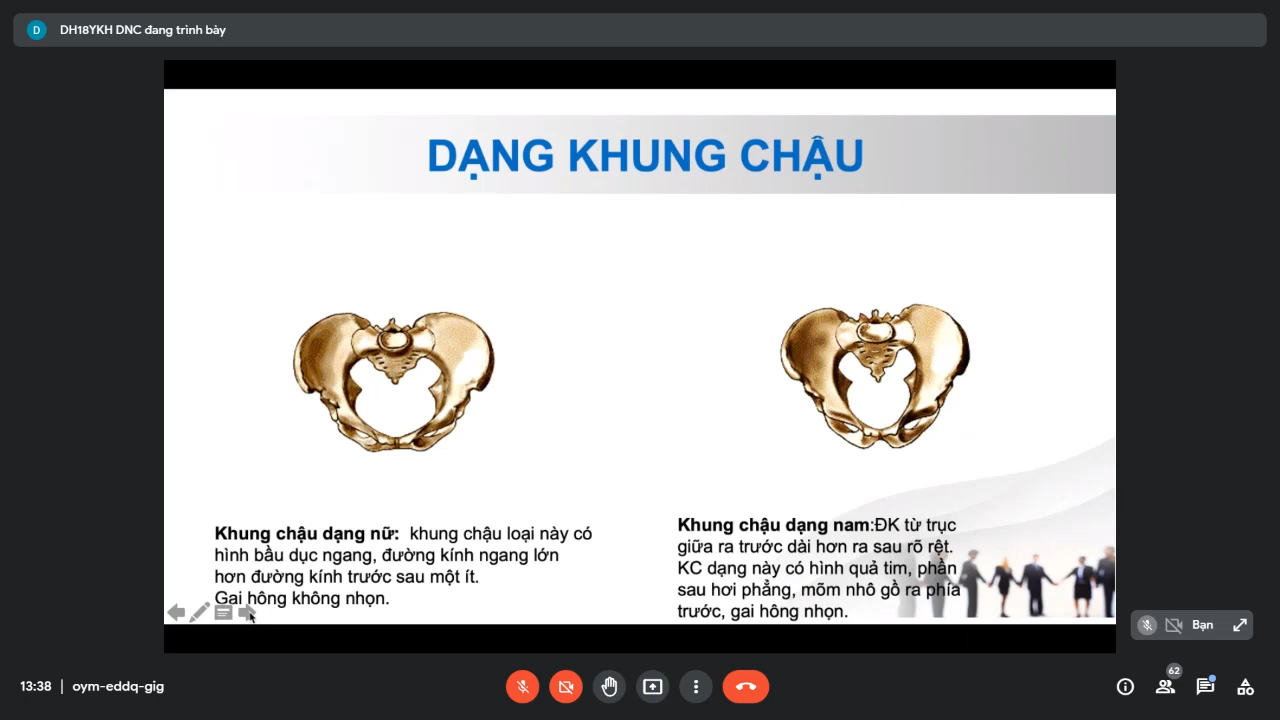 D
DH18YKH DNC đang trình bày
DẠNG KHUNG CHẬU
Khung chậu dạng nữ: khung chậu loại này có
hình bầu dục ngang, đường kính ngang lớn
hơn đường kính trước sau một ít.
Gai hông không nhọn.
Khung chậu dạng nam:ĐK từ trục
giữa ra trước dài hơn ra sau rõ rệt.
KC dạng này có hình quả tim, phần
sau hơi phẳng, mõm nhô gồ ra phía
trước, gai hông nhọn.
Bạn
13:38 | oym-eddq-gig
62